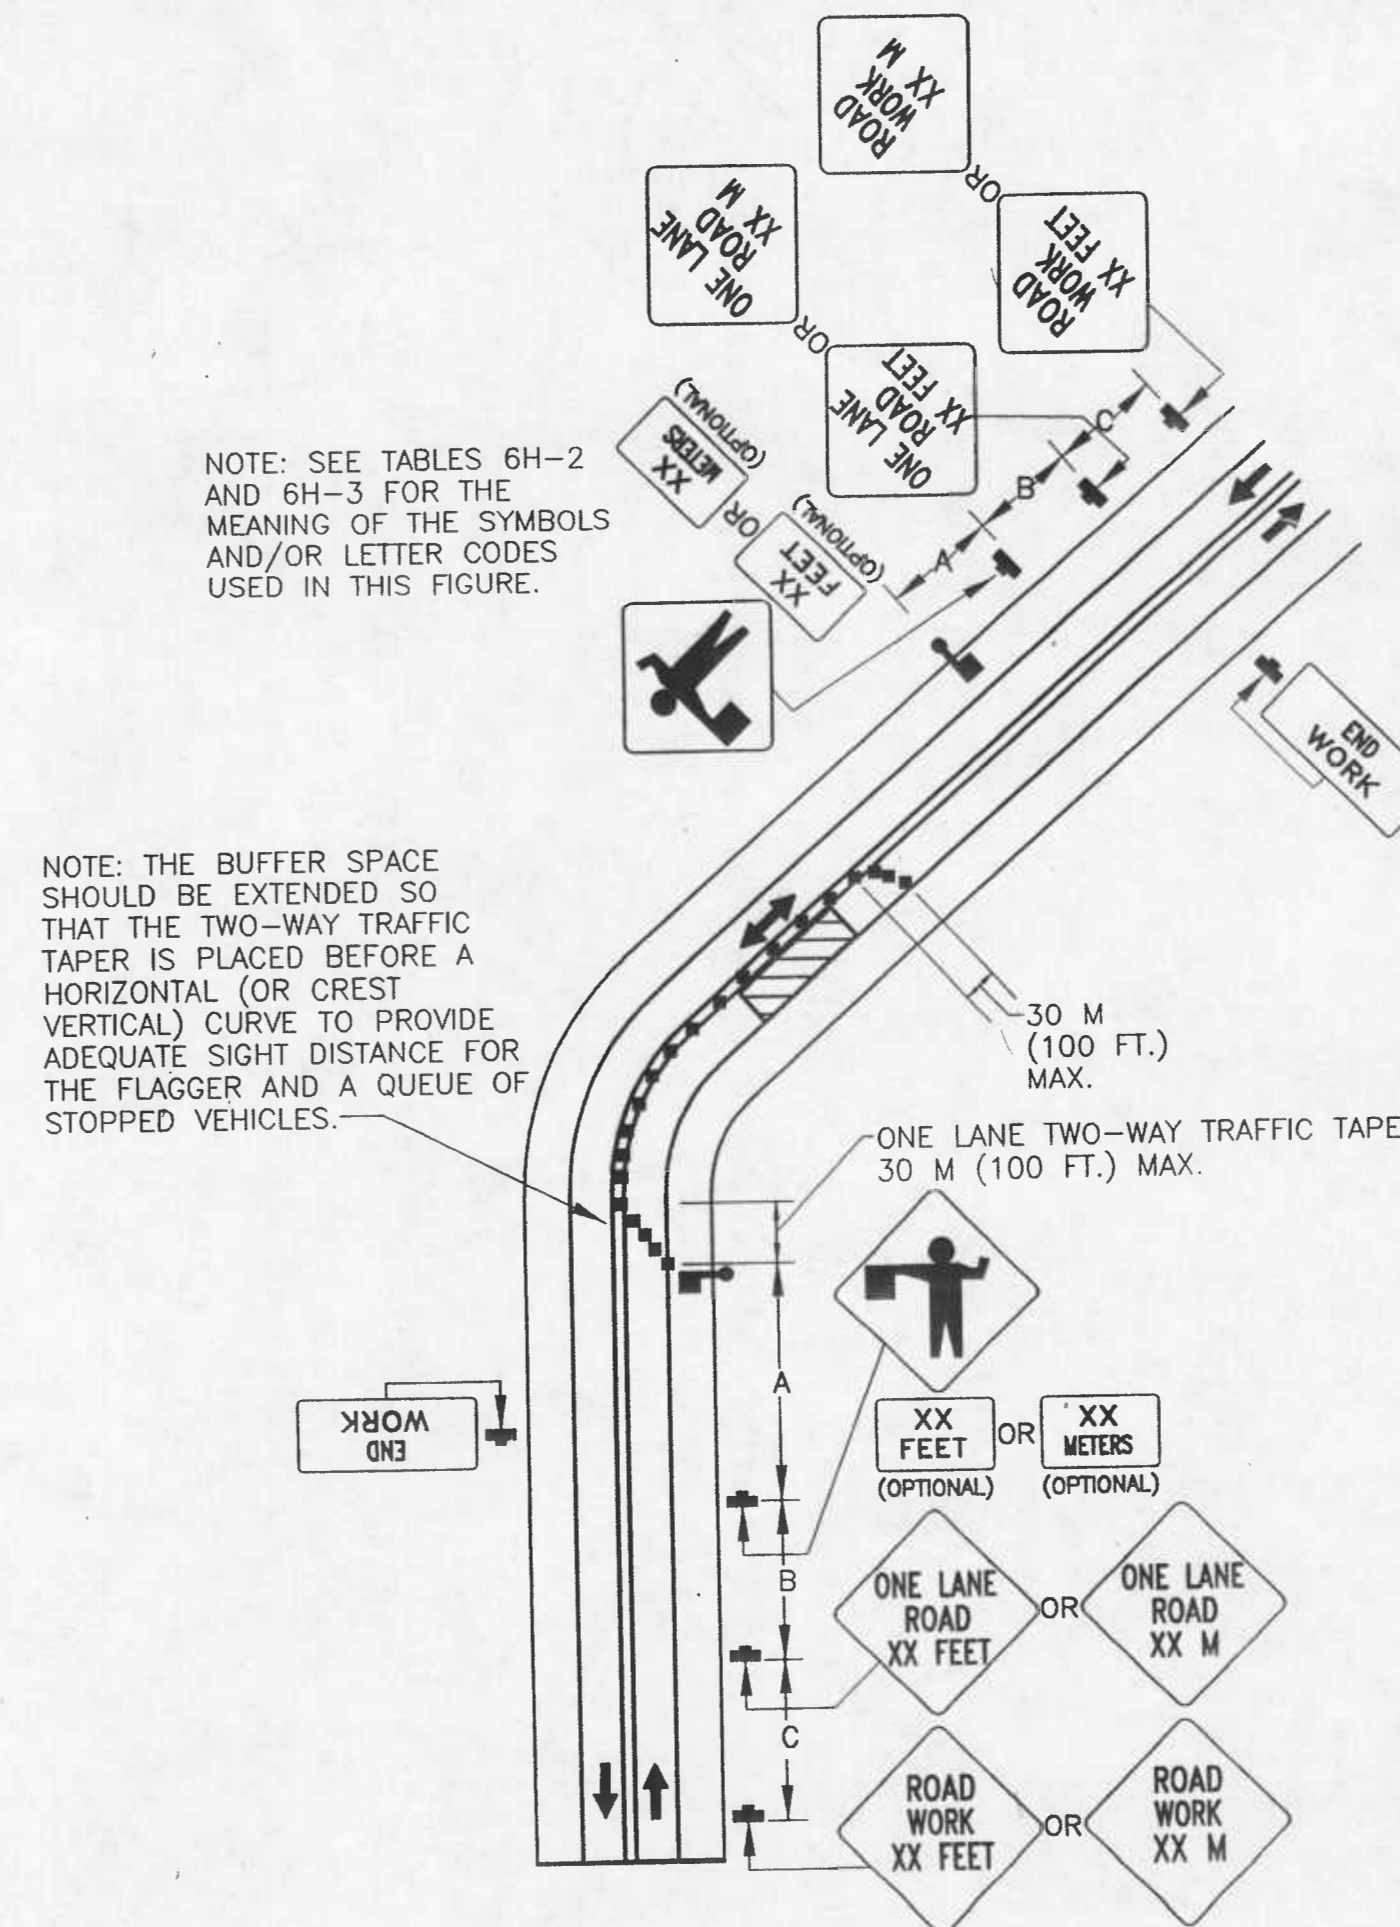 ROAD
WORK
XX M
OR
ROAD
WORK
XX FEET
ONE LANE
ROAD
XX M
OR
ONE LANE
ROAD
XX FEET
XX
METERS
(OPTIONAL)
OR
XX
FEET
(OPTIONAL)
C
B
A
NOTE: SEE TABLES 6H-2
AND 6H-3 FOR THE
MEANING OF THE SYMBOLS
AND/OR LETTER CODES
USED IN THIS FIGURE.
END
WORK
NOTE: THE BUFFER SPACE
SHOULD BE EXTENDED SO
THAT THE TWO-WAY TRAFFIC
TAPER IS PLACED BEFORE A
HORIZONTAL (OR CREST
VERTICAL) CURVE TO PROVIDE
ADEQUATE SIGHT DISTANCE FOR
THE FLAGGER AND A QUEUE OF
STOPPED VEHICLES.
30 M
(100 FT.)
MAX.
ONE LANE TWO-WAY TRAFFIC TAPE
30 M (100 FT.) MAX.
A
END
WORK
XX
FEET
OR
XX
METERS
(OPTIONAL)
(OPTIONAL)
B
ONE LANE
ROAD
XX FEET
OR
ONE LANE
ROAD
XX M
C
ROAD
WORK
XX FEET
OR
ROAD
WORK
XX M